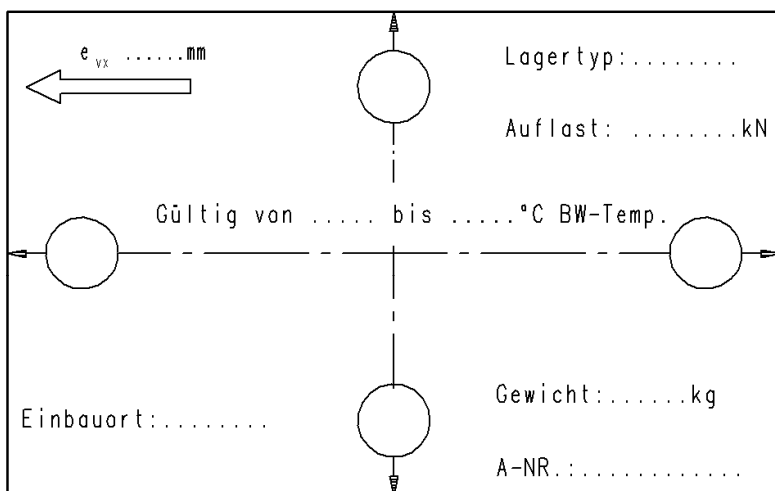 e vx ......mm
Lagertyp:........
Auflast: ........kN
Gültig von ..... bis .....°C BW-Temp.
Einbauort:........
Gewicht:......kg
A-NR.:............